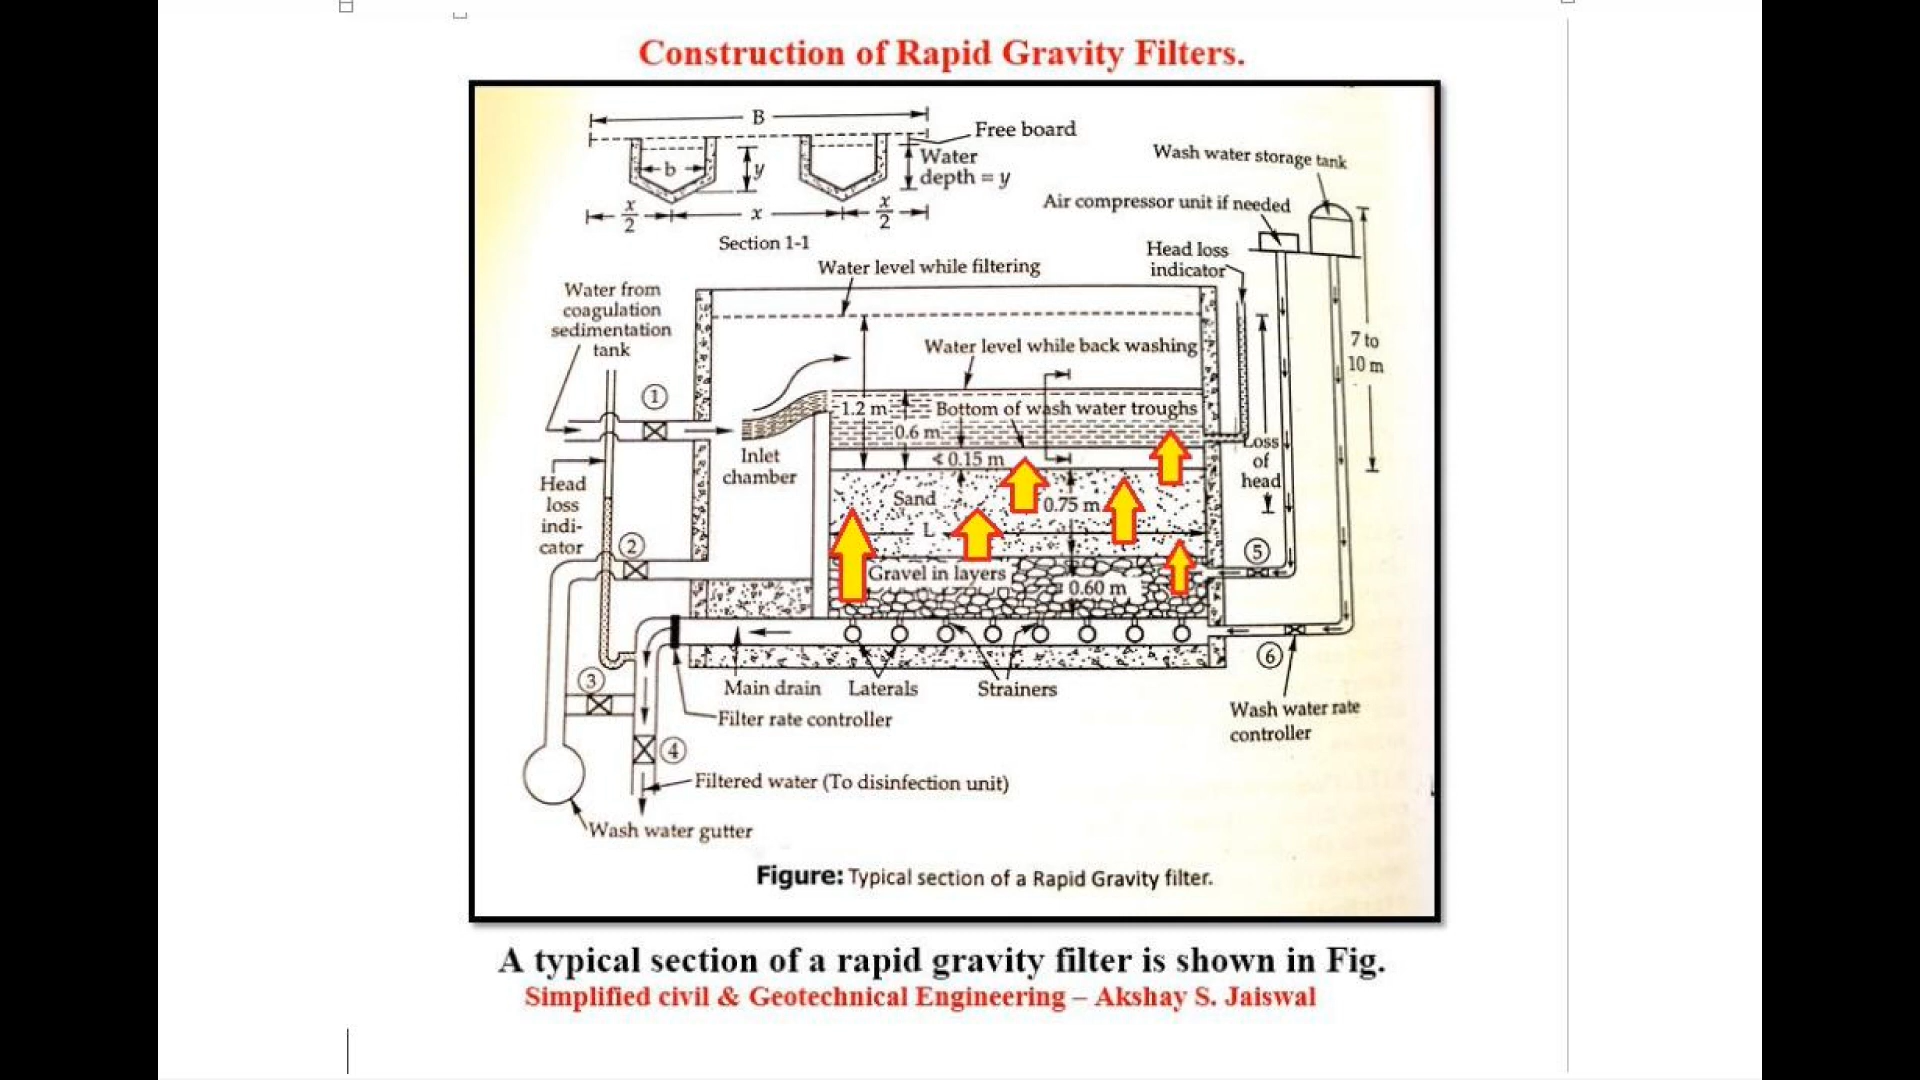 Construction of Rapid Gravity Filters.
B
Free board
b
y
Water
depth = y
x
2
x
x
2
Section 1-1
Wash water storage tank
Air compressor unit if needed
Head loss
indicator
Water level while filtering
Water from
coagulation
sedimentation
tank
Water level while back washing
7 to
10 m
1
1.2 m
Bottom of wash water troughs
0.6 m
Inlet
chamber
≮ 0.15 m
Loss
of
head
Head
loss
indi-
cator
Sand
0.75 m
L
2
5
Gravel in layers
0.60 m
6
3
Main drain
Laterals
Strainers
Filter rate controller
Wash water rate
controller
4
Filtered water (To disinfection unit)
Wash water gutter
Figure: Typical section of a Rapid Gravity filter.
A typical section of a rapid gravity filter is shown in Fig.
Simplified civil & Geotechnical Engineering – Akshay S. Jaiswal